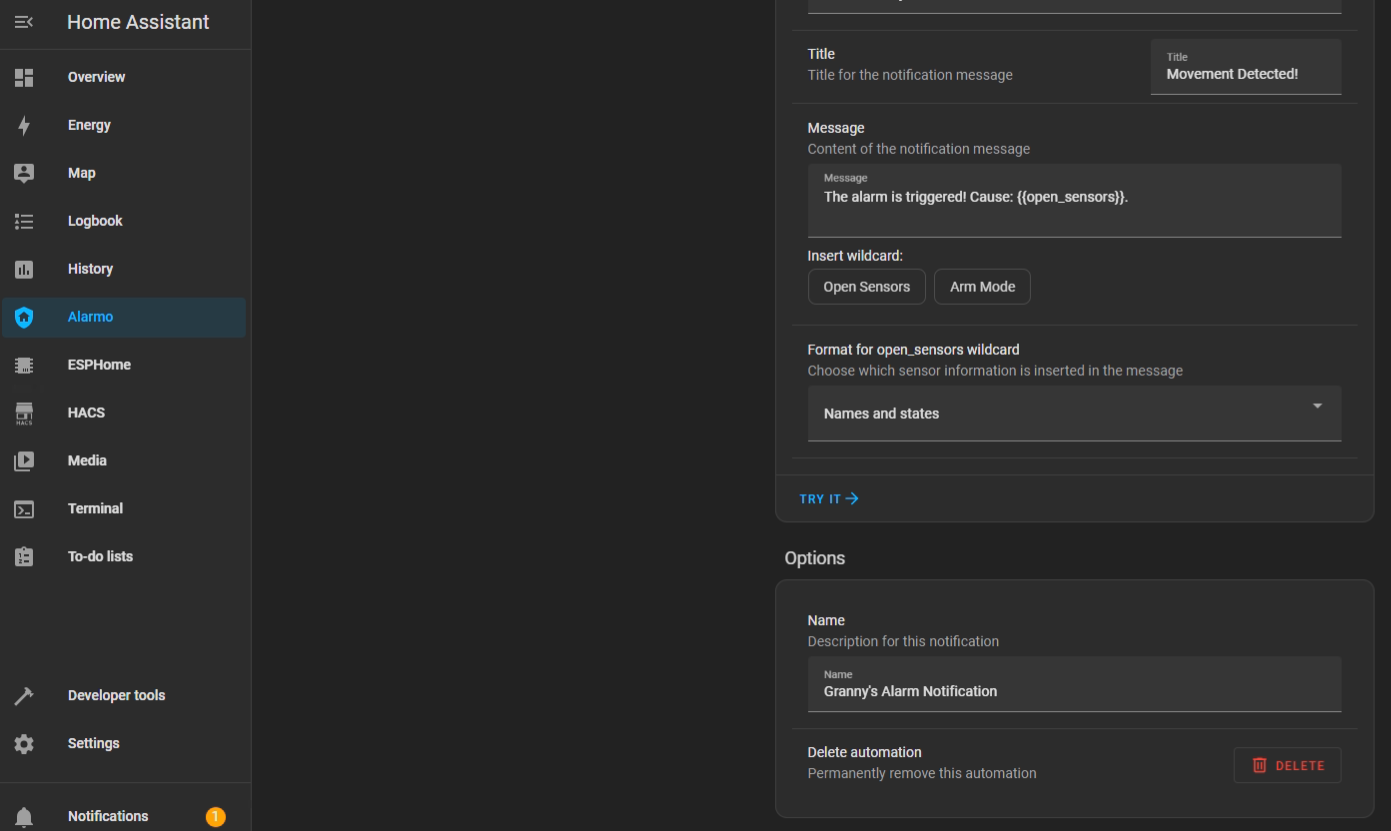 Home Assistant
Overview
Energy
Map
Logbook
History
Alarmo
ESPHome
HACS
HACS
Media
Terminal
To-do lists
Developer tools
Settings
Notifications
1
Title
Title for the notification message
Title
Movement Detected!
Message
Content of the notification message
Message
The alarm is triggered! Cause: {{open_sensors}}.
Insert wildcard:
Open Sensors
Arm Mode
Format for open_sensors wildcard
Choose which sensor information is inserted in the message
Names and states
TRY IT
Options
Name
Description for this notification
Name
Granny's Alarm Notification
Delete automation
Permanently remove this automation
DELETE